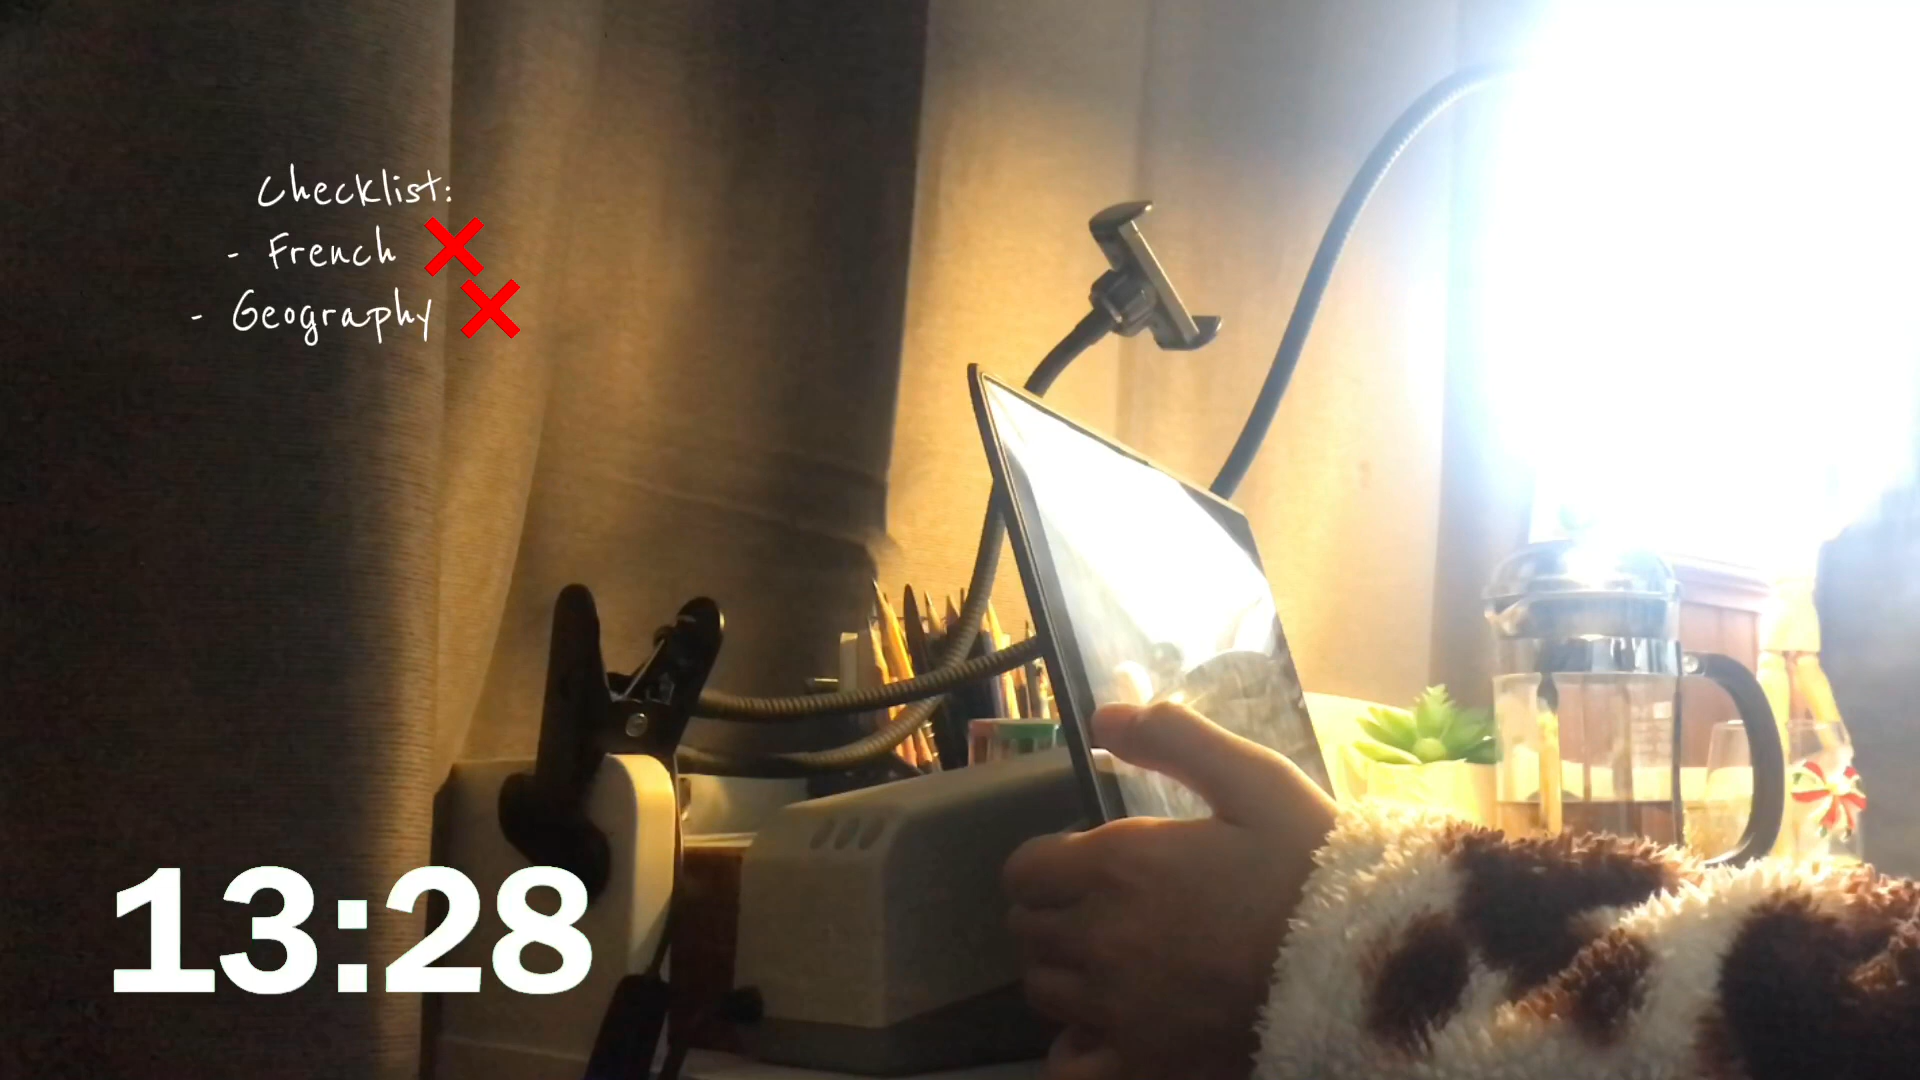 Checklist:
- French ❌
- Geography ❌
13:28